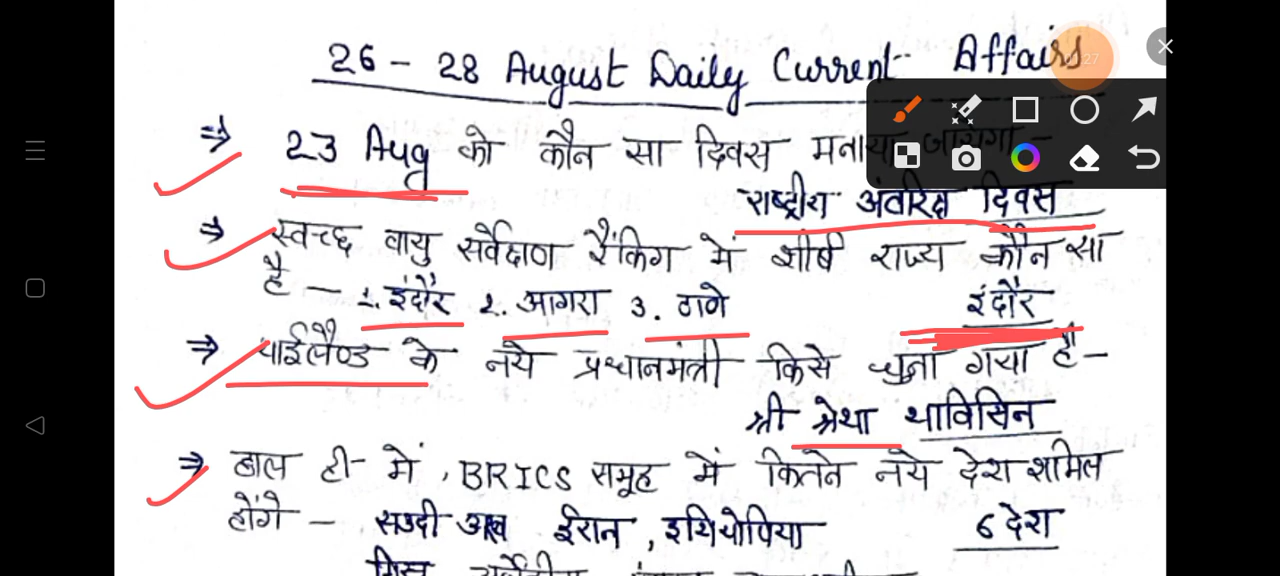 26 - 28 August Daily Current Affairs
⇒ 23 Aug को कौन सा दिवस मनाया जायेगा -
राष्ट्रीय अंतरिक्ष दिवस
⇒ स्वच्छ वायु सर्वेक्षण रैंकिंग में शीर्ष राज्य कौन सा
है - 1. इंदौर 2. आगरा 3. ठाणे इंदौर
⇒ थाईलैण्ड के नये प्रधानमंत्री किसे चुना गया है -
श्री श्रेथा थाविसिन
⇒ हाल ही में, BRICS समूह में कितने नये देश शामिल
होंगे - सउदी अरब ईरान, इथियोपिया 6 देश